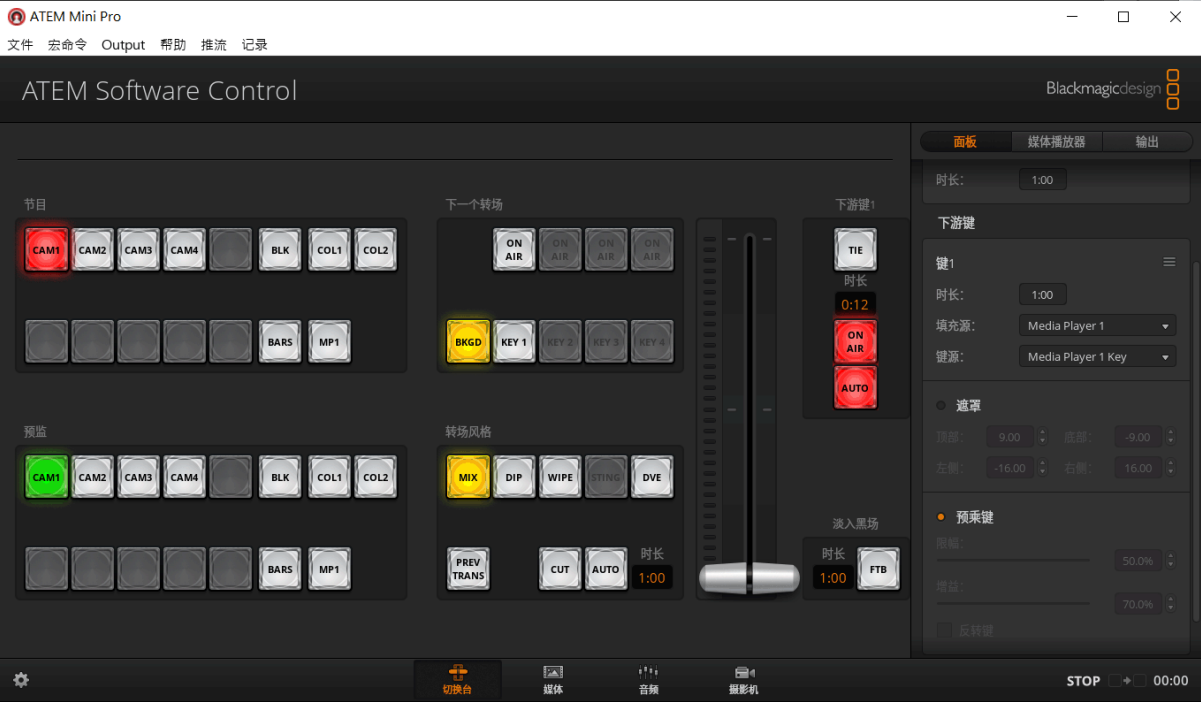 ATEM Mini Pro
文件 宏命令 Output 帮助 推流 记录
ATEM Software Control
Blackmagicdesign
面板 媒体播放器 输出
时长: 1:00
节目
CAM1 CAM2 CAM3 CAM4 BLK COL1 COL2
BARS MP1
下一个转场
ON AIR ON AIR ON AIR ON AIR
BKGD KEY 1 KEY 2 KEY 3 KEY 4
下游键1
TIE
时长
0:12
ON AIR
AUTO
预监
CAM1 CAM2 CAM3 CAM4 BLK COL1 COL2
BARS MP1
转场风格
MIX DIP WIPE STING DVE
PREV TRANS CUT AUTO 时长 1:00
淡入黑场
时长 1:00 FTB
下游键
键1
时长: 1:00
填充源: Media Player 1
键源: Media Player 1 Key
遮罩
顶部: 9.00 底部: -9.00
左侧: -16.00 右侧: 16.00
预乘键
限幅:
50.0%
增益:
70.0%
反转键
切换台 媒体 音频 摄影机
STOP 00:00